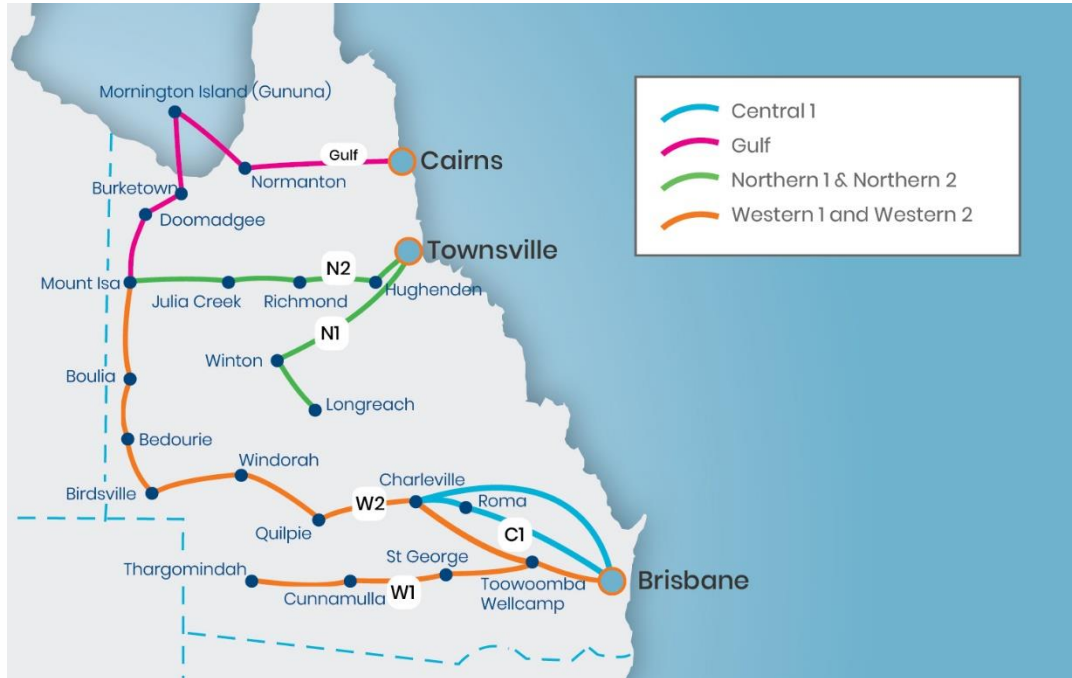 Mornington Island (Gununa)
Central 1
Gulf
Northern 1 & Northern 2
Western 1 and Western 2
Gulf
Cairns
Normanton
Burketown
Doomadgee
Townsville
Mount Isa
N2
Julia Creek
Richmond
Hughenden
N1
Winton
Boulia
Longreach
Bedourie
Windorah
Charleville
Birdsville
Roma
W2
Quilpie
C1
St George
Thargomindah
Brisbane
Toowoomba
Wellcamp
Cunnamulla
W1